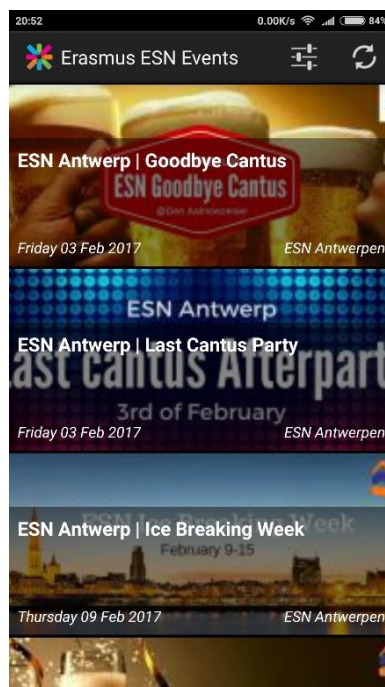 20:52 0.00K/s 84%
Erasmus ESN Events
ESN Antwerp | Goodbye Cantus
ESN Goodbye Cantus
Friday 03 Feb 2017 ESN Antwerpen
ESN Antwerp
ESN Antwerp | Last Cantus Party
ast cantus Afterpart
3rd of February
Friday 03 Feb 2017 ESN Antwerpen
ESN Ice Breaking Week
ESN Antwerp | Ice Breaking Week
February 9-15
Thursday 09 Feb 2017 ESN Antwerpen